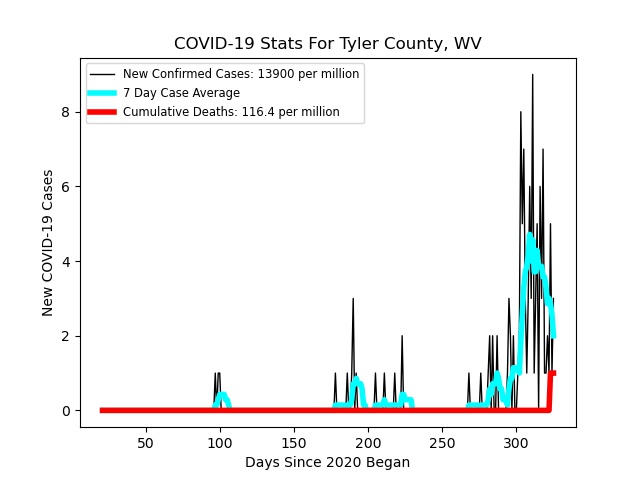 COVID-19 Stats For Tyler County, WV
New Confirmed Cases: 13900 per million
7 Day Case Average
Cumulative Deaths: 116.4 per million
New COVID-19 Cases
8
6
4
2
0
50 100 150 200 250 300
Days Since 2020 Began